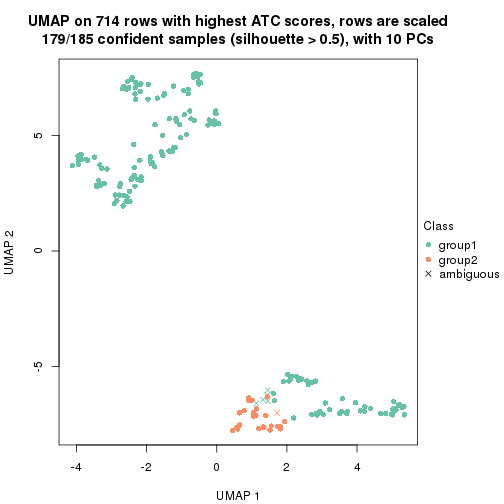 UMAP on 714 rows with highest ATC scores, rows are scaled
179/185 confident samples (silhouette > 0.5), with 10 PCs
5
0
-5
UMAP 2
-4
-2
0
2
4
UMAP 1
Class
group1
group2
ambiguous